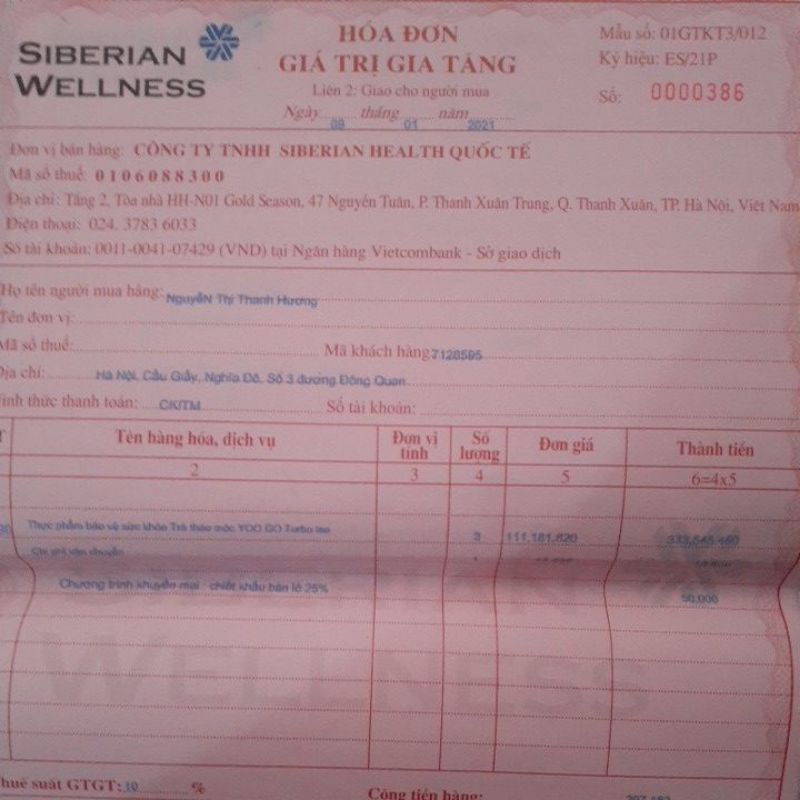 SIBERIAN
WELLNESS
HÓA ĐƠN
GIÁ TRỊ GIA TĂNG
Liên 2: Giao cho người mua
Ngày 09 tháng 01 năm 2021
Mẫu số: 01GTKT3/012
Ký hiệu: ES/21P
Số: 0000386
Đơn vị bán hàng: CÔNG TY TNHH SIBERIAN HEALTH QUỐC TẾ
Mã số thuế: 0106088300
Địa chỉ: Tầng 2, Tòa nhà HH-N01 Gold Season, 47 Nguyễn Tuân, P. Thanh Xuân Trung, Q. Thanh Xuân, TP. Hà Nội, Việt Nam
Điện thoại: 024. 3783 6033
Số tài khoản: 0011-0041-07429 (VND) tại Ngân hàng Vietcombank - Sở giao dịch
Họ tên người mua hàng: NguyễN Thị Thanh Hương
Tên đơn vị:
Mã số thuế: Mã khách hàng 7128595
Địa chỉ: Hà Nội, Cầu Giấy, Nghĩa Đô, Số 3 đường Đông Quan
Hình thức thanh toán: CK/TM Số tài khoản:
Tên hàng hóa, dịch vụ Đơn vị tính Số lượng Đơn giá Thành tiền
2 3 4 5 6=4x5
Thực phẩm bảo vệ sức khỏe Trà thảo mộc YOO GO Turbo tea 3 111,181.820
Chi phí vận chuyển
Chương trình khuyến mại chiết khấu bán lẻ 25% 50,000
WELLNESS
Thuế suất GTGT: 10 % Cộng tiền hàng: